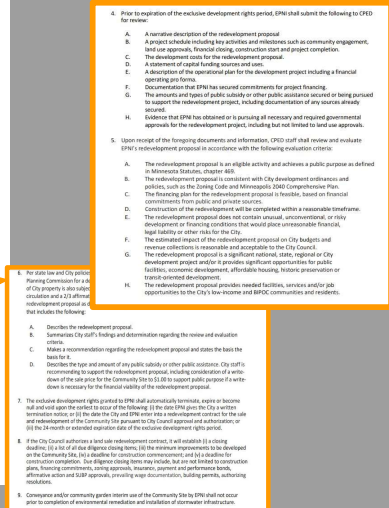 4. Prior to expiration of the exclusive development rights period, EPNI shall submit the following to CPED
for review:
A. A narrative description of the redevelopment proposal
B. A project schedule including key activities and milestones such as community engagement,
land use approvals, financial closing, construction start and project completion.
C. The development costs for the redevelopment proposal.
D. A statement of capital funding sources and uses.
E. A description of the operational plan for the development project including a financial
operating pro forma.
F. Documentation that EPNI has secured commitments for project financing.
G. The amounts and types of public subsidy or other public assistance secured or being pursued
to support the redevelopment project, including documentation of any sources already
secured.
H. Evidence that EPNI has obtained or is pursuing all necessary and required governmental
approvals for the redevelopment project, including but not limited to land use approvals.
5. Upon receipt of the foregoing documents and information, CPED staff shall review and evaluate
EPNI's redevelopment proposal in accordance with the following evaluation criteria:
A. The redevelopment proposal is an eligible activity and achieves a public purpose as defined
in Minnesota Statutes, chapter 469.
B. The redevelopment proposal is consistent with City development ordinances and
policies, such as the Zoning Code and Minneapolis 2040 Comprehensive Plan.
C. The financing plan for the redevelopment proposal is feasible, based on financial
commitments from public and private sources.
D. Construction of the redevelopment will be completed within a reasonable timeframe.
E. The redevelopment proposal does not contain unusual, unconventional, or risky
development or financing conditions that would place unreasonable financial,
legal liability or other risks for the City.
F. The estimated impact of the redevelopment proposal on City budgets and
revenue collections is reasonable and acceptable to the City.
G. The redevelopment proposal is a significant national, state, regional or City
development project and/or it provides significant opportunities for public
facilities, economic development, affordable housing, historic preservation or
transit-oriented development.
H. The redevelopment proposal provides needed facilities, services and/or job
opportunities to the City's low-income and BIPOC communities and residents.
6. Per state law and City policies
Planning Commission for a de
of City property is also subje
circulation and a 2/3 affirmat
redevelopment proposal as d
that includes the following:
A. Describes the redevelopment proposal.
B. Summarizes City staff's findings and determination regarding the review and evaluation
criteria.
C. Makes a recommendation regarding the redevelopment proposal and states the basis the
basis for it.
D. Describes the type and amount of any public subsidy or other public assistance. City staff is
recommending to support the redevelopment proposal, including consideration of a write-
down of the sale price for the Community Site to $1.00 to support public purpose if a write-
down is necessary for the financial viability of the redevelopment proposal.
7. The exclusive development rights granted to EPNI shall automatically terminate, expire or become
null and void upon the earliest to occur of the following: (i) the date EPNI gives the City a written
termination notice; or (ii) the date the City and EPNI enter into a redevelopment contract for the sale
and redevelopment of the Community Site pursuant to City Council approval and authorization; or
(iii) the 24-month or extended expiration date of the exclusive development rights period.
8. If the City Council authorizes a land sale redevelopment contract, it will establish (i) a closing
deadline; (ii) a list of all due diligence closing items; (iii) the minimum improvements to be developed
on the Community Site, (iv) a deadline for construction commencement; and (v) a deadline for
construction completion. Due diligence closing items may include, but are not limited to construction
plans, financing commitments, zoning approvals, insurance, payment and performance bonds,
affirmative action and SUBP approvals, prevailing wage documentation, building permits, authorizing
resolutions.
9. Conveyance and/or community garden interim use of the Community Site by EPNI shall not occur
prior to completion of environmental remediation and installation of stormwater infrastructure.